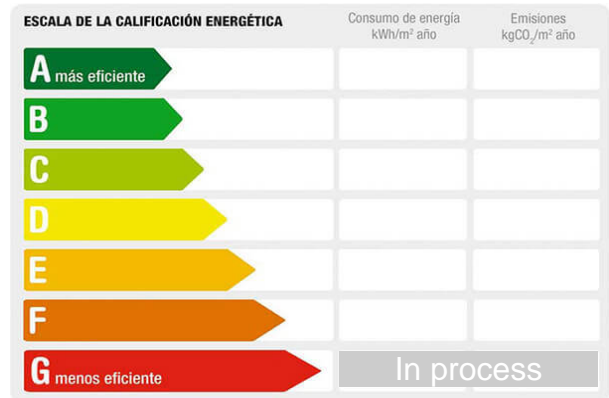 ESCALA DE LA CALIFICACIÓN ENERGÉTICA
Consumo de energía
kWh/m² año
Emisiones
kgCO₂/m² año
A más eficiente
B
C
D
E
F
G menos eficiente
In process